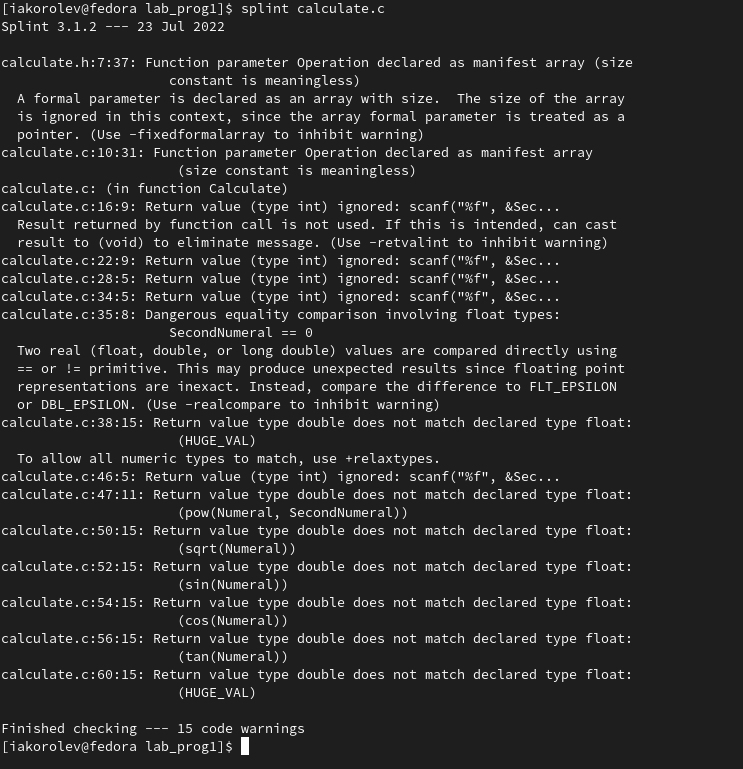 [iakorolev@fedora lab_prog1]$ splint calculate.c
Splint 3.1.2 --- 23 Jul 2022
calculate.h:7:37: Function parameter Operation declared as manifest array (size
constant is meaningless)
A formal parameter is declared as an array with size.  The size of the array
is ignored in this context, since the array formal parameter is treated as a
pointer. (Use -fixedformalarray to inhibit warning)
calculate.c:10:31: Function parameter Operation declared as manifest array
(size constant is meaningless)
calculate.c: (in function Calculate)
calculate.c:16:9: Return value (type int) ignored: scanf("%f", &Sec...
Result returned by function call is not used. If this is intended, can cast
result to (void) to eliminate message. (Use -retvalint to inhibit warning)
calculate.c:22:9: Return value (type int) ignored: scanf("%f", &Sec...
calculate.c:28:5: Return value (type int) ignored: scanf("%f", &Sec...
calculate.c:34:5: Return value (type int) ignored: scanf("%f", &Sec...
calculate.c:35:8: Dangerous equality comparison involving float types:
SecondNumeral == 0
Two real (float, double, or long double) values are compared directly using
== or != primitive. This may produce unexpected results since floating point
representations are inexact. Instead, compare the difference to FLT_EPSILON
or DBL_EPSILON. (Use -realcompare to inhibit warning)
calculate.c:38:15: Return value type double does not match declared type float:
(HUGE_VAL)
To allow all numeric types to match, use +relaxtypes.
calculate.c:46:5: Return value (type int) ignored: scanf("%f", &Sec...
calculate.c:47:11: Return value type double does not match declared type float:
(pow(Numeral, SecondNumeral))
calculate.c:50:15: Return value type double does not match declared type float:
(sqrt(Numeral))
calculate.c:52:15: Return value type double does not match declared type float:
(sin(Numeral))
calculate.c:54:15: Return value type double does not match declared type float:
(cos(Numeral))
calculate.c:56:15: Return value type double does not match declared type float:
(tan(Numeral))
calculate.c:60:15: Return value type double does not match declared type float:
(HUGE_VAL)
Finished checking --- 15 code warnings
[iakorolev@fedora lab_prog1]$